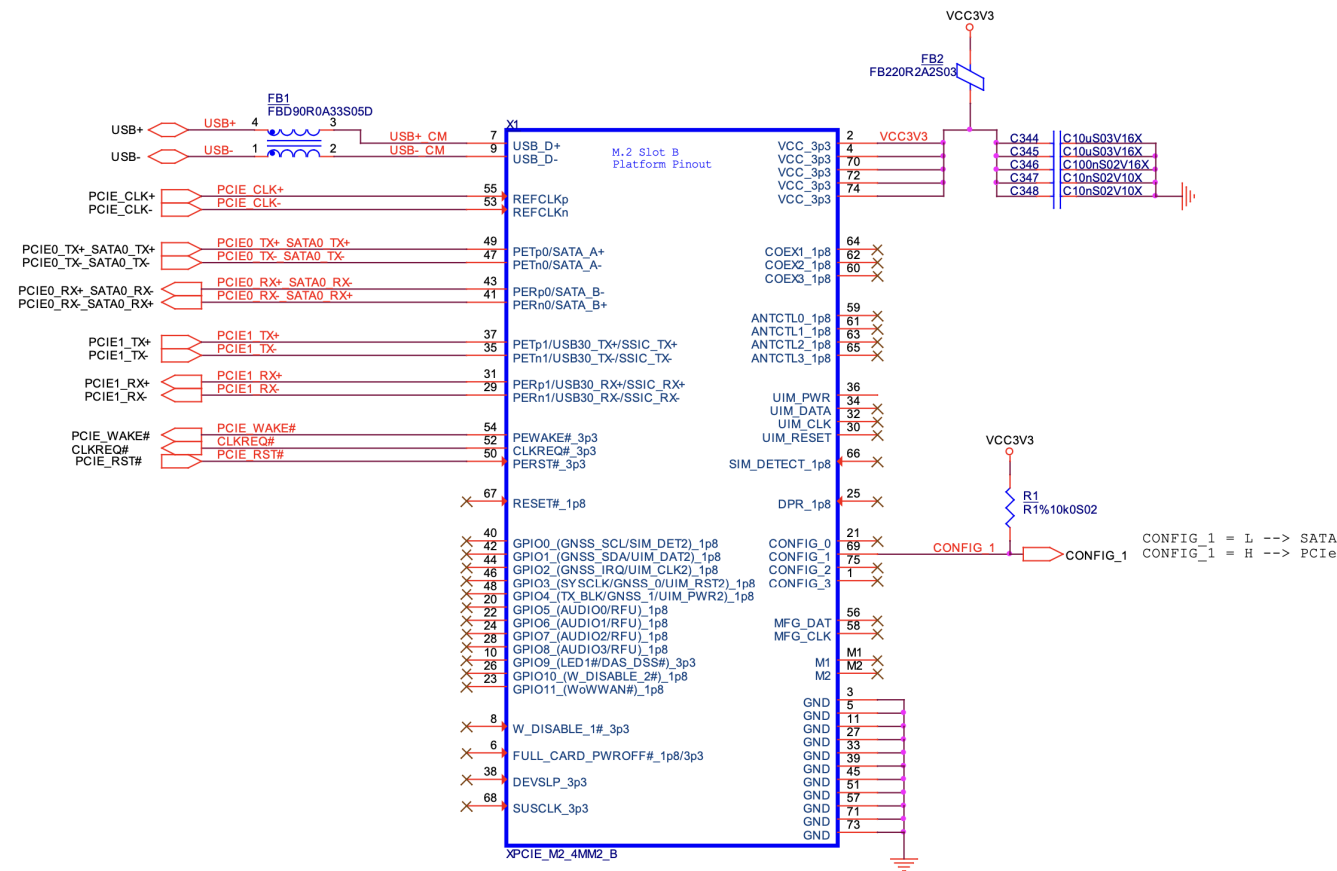 VCC3V3
FB2
FB220R2A2S03
FB1
FBD90R0A33S05D
X1
M.2 Slot B
Platform Pinout
USB+ USB+ 4 3 USB+_CM 7 USB_D+
USB- USB- 1 2 USB-_CM 9 USB_D-
PCIE_CLK+ PCIE_CLK+ 55 REFCLKp
PCIE_CLK- PCIE_CLK- 53 REFCLKn
PCIE0_TX+_SATA0_TX+ PCIE0_TX+_SATA0_TX+ 49 PETp0/SATA_A+
PCIE0_TX-_SATA0_TX- PCIE0_TX-_SATA0_TX- 47 PETn0/SATA_A-
PCIE0_RX+_SATA0_RX- PCIE0_RX+_SATA0_RX- 43 PERp0/SATA_B-
PCIE0_RX-_SATA0_RX+ PCIE0_RX-_SATA0_RX+ 41 PERn0/SATA_B+
PCIE1_TX+ PCIE1_TX+ 37 PETp1/USB30_TX+/SSIC_TX+
PCIE1_TX- PCIE1_TX- 35 PETn1/USB30_TX-/SSIC_TX-
PCIE1_RX+ PCIE1_RX+ 31 PERp1/USB30_RX+/SSIC_RX+
PCIE1_RX- PCIE1_RX- 29 PERn1/USB30_RX-/SSIC_RX-
PCIE_WAKE# PCIE_WAKE# 54 PEWAKE#_3p3
CLKREQ# CLKREQ# 52 CLKREQ#_3p3
PCIE_RST# PCIE_RST# 50 PERST#_3p3
67 RESET#_1p8
40 GPIO0_(GNSS_SCL/SIM_DET2)_1p8
42 GPIO1_(GNSS_SDA/UIM_DAT2)_1p8
44 GPIO2_(GNSS_IRQ/UIM_CLK2)_1p8
46 GPIO3_(SYSCLK/GNSS_0/UIM_RST2)_1p8
48 GPIO4_(TX_BLK/GNSS_1/UIM_PWR2)_1p8
20 GPIO5_(AUDIO0/RFU)_1p8
22 GPIO6_(AUDIO1/RFU)_1p8
24 GPIO7_(AUDIO2/RFU)_1p8
28 GPIO8_(AUDIO3/RFU)_1p8
10 GPIO9_(LED1#/DAS_DSS#)_3p3
26 GPIO10_(W_DISABLE_2#)_1p8
23 GPIO11_(WoWWAN#)_1p8
8 W_DISABLE_1#_3p3
6 FULL_CARD_PWROFF#_1p8/3p3
38 DEVSLP_3p3
68 SUSCLK_3p3
XPCIE_M2_4MM2_B
VCC_3p3 2 VCC3V3
VCC_3p3 4
VCC_3p3 70
VCC_3p3 72
VCC_3p3 74
C344 C10uS03V16X
C345 C10uS03V16X
C346 C100nS02V16X
C347 C10nS02V10X
C348 C10nS02V10X
COEX1_1p8 64
COEX2_1p8 62
COEX3_1p8 60
ANTCTL0_1p8 59
ANTCTL1_1p8 61
ANTCTL2_1p8 63
ANTCTL3_1p8 65
UIM_PWR 36
UIM_DATA 34
UIM_CLK 32
UIM_RESET 30
SIM_DETECT_1p8 66
DPR_1p8 25
CONFIG_0 21
CONFIG_1 69 CONFIG_1 CONFIG_1
CONFIG_2 75
CONFIG_3 1
VCC3V3
R1
R1%10k0S02
CONFIG_1 = L --> SATA
CONFIG_1 = H --> PCIe
MFG_DAT 56
MFG_CLK 58
M1 M1
M2 M2
GND 3
GND 5
GND 11
GND 27
GND 33
GND 39
GND 45
GND 51
GND 57
GND 71
GND 73